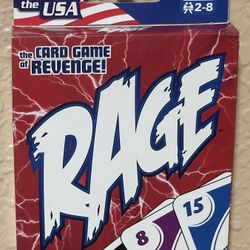 the USA
2-8
the CARD GAME
of REVENGE!
RAGE
8
15